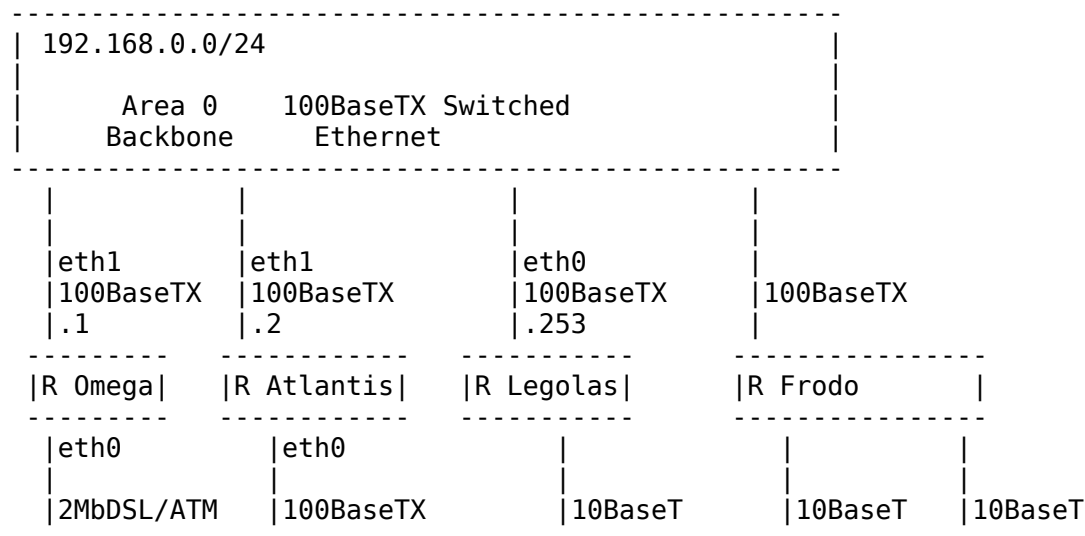 192.168.0.0/24
Area 0 100BaseTX Switched
Backbone Ethernet
eth1 eth1 eth0
100BaseTX 100BaseTX 100BaseTX 100BaseTX
.1 .2 .253
R Omega R Atlantis R Legolas R Frodo
eth0 eth0
2MbDSL/ATM 100BaseTX 10BaseT 10BaseT 10BaseT